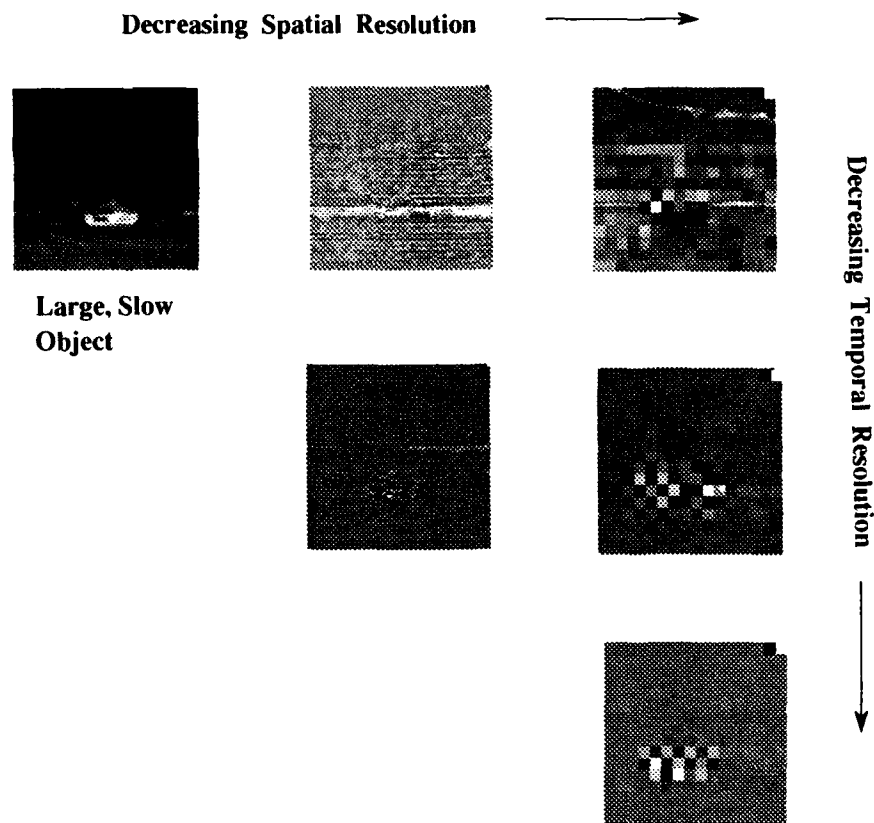 Decreasing Spatial Resolution
Large, Slow
Object
Decreasing Temporal Resolution